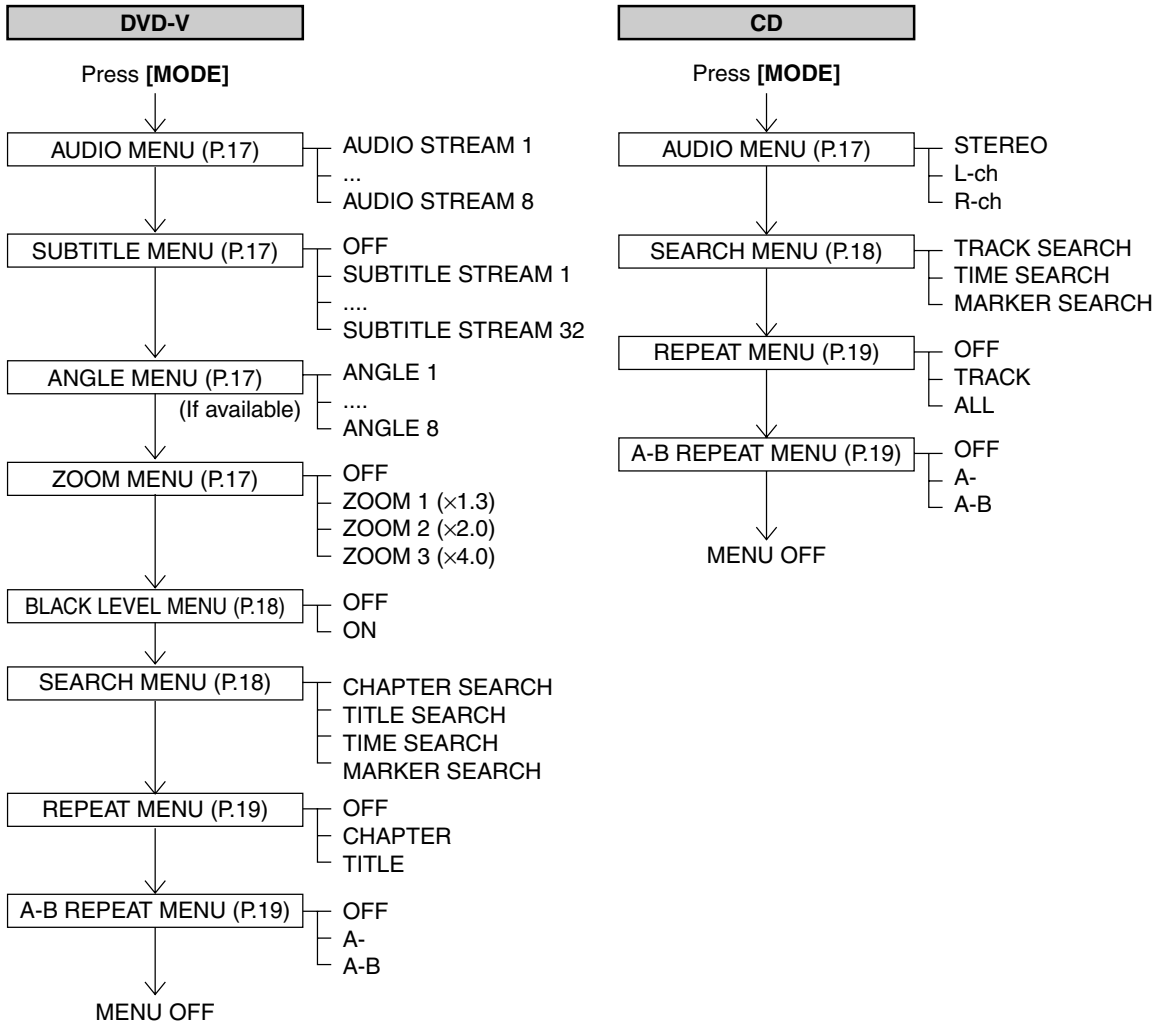 DVD-V
Press [MODE]
AUDIO MENU (P.17)
AUDIO STREAM 1
...
AUDIO STREAM 8
SUBTITLE MENU (P.17)
OFF
SUBTITLE STREAM 1
....
SUBTITLE STREAM 32
ANGLE MENU (P.17)
(If available)
ANGLE 1
....
ANGLE 8
ZOOM MENU (P.17)
OFF
ZOOM 1 (×1.3)
ZOOM 2 (×2.0)
ZOOM 3 (×4.0)
BLACK LEVEL MENU (P.18)
OFF
ON
SEARCH MENU (P.18)
CHAPTER SEARCH
TITLE SEARCH
TIME SEARCH
MARKER SEARCH
REPEAT MENU (P.19)
OFF
CHAPTER
TITLE
A-B REPEAT MENU (P.19)
OFF
A-
A-B
MENU OFF
CD
Press [MODE]
AUDIO MENU (P.17)
STEREO
L-ch
R-ch
SEARCH MENU (P.18)
TRACK SEARCH
TIME SEARCH
MARKER SEARCH
REPEAT MENU (P.19)
OFF
TRACK
ALL
A-B REPEAT MENU (P.19)
OFF
A-
A-B
MENU OFF